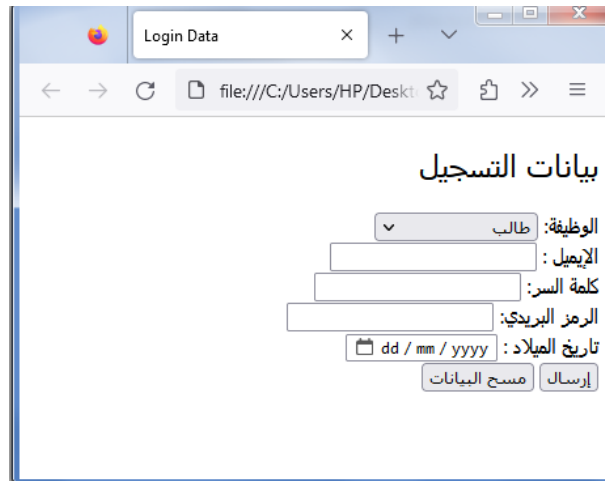 Login Data
file:///C:/Users/HP/Deskt
بيانات التسجيل
الوظيفة: طالب
الإيميل :
كلمة السر:
الرمز البريدي:
تاريخ الميلاد : dd / mm / yyyy
إرسال مسح البيانات